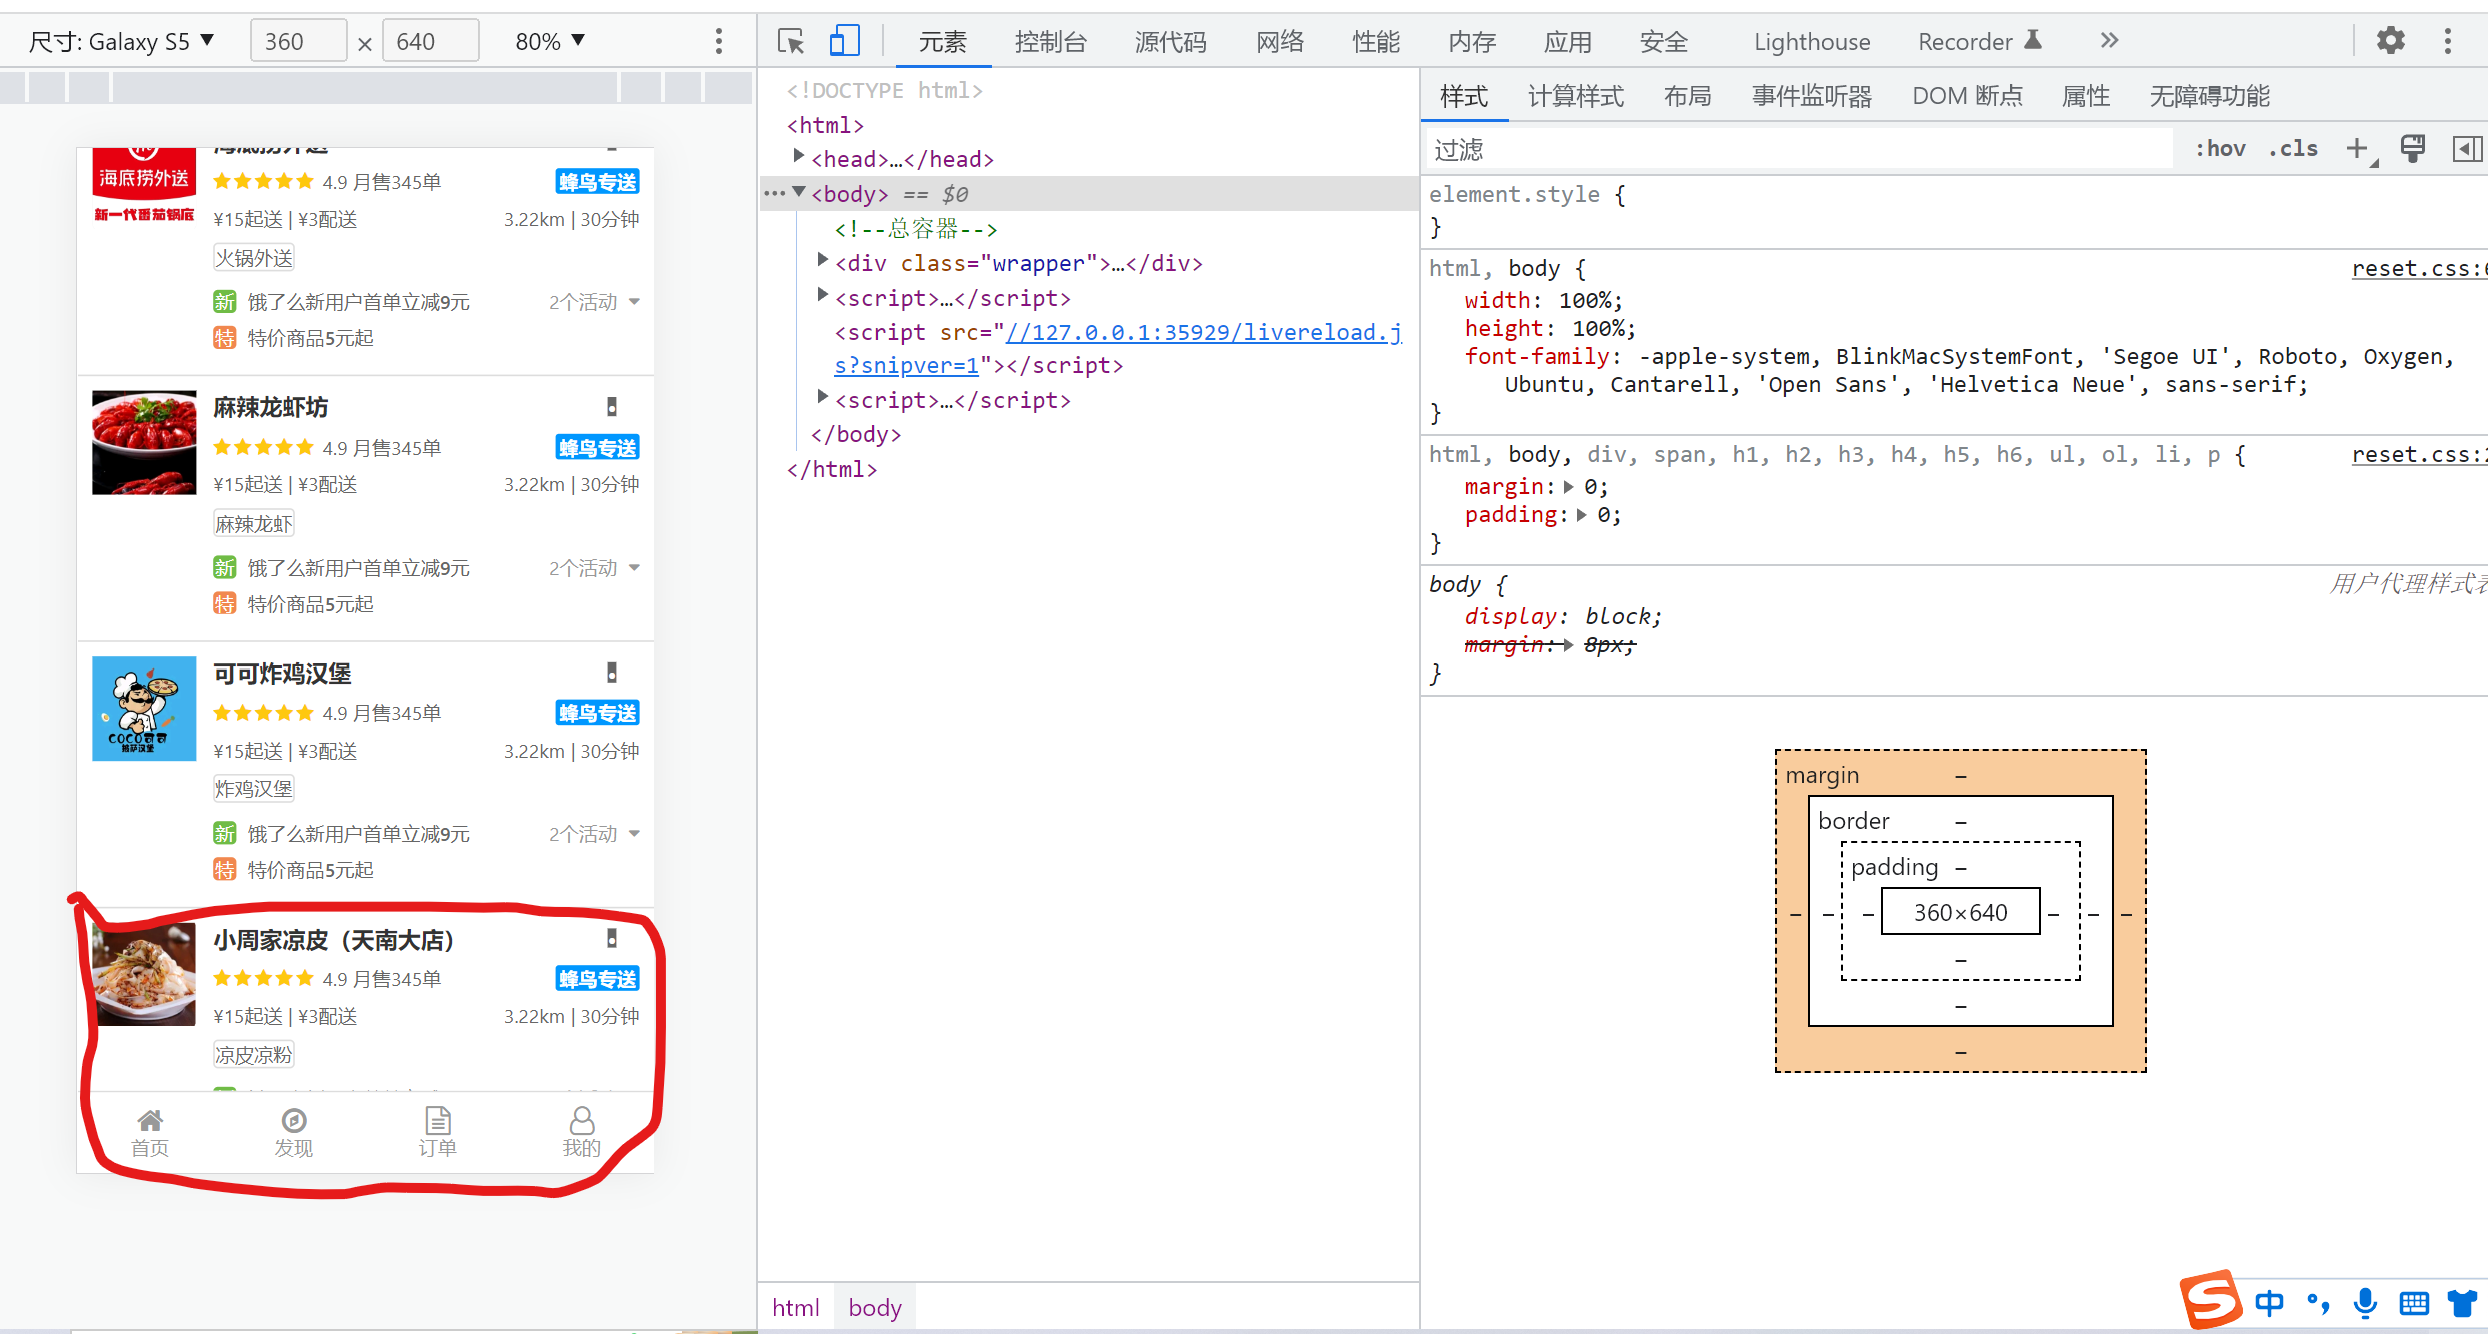 尺寸: Galaxy S5 ▼ 360 × 640 80% ▼
元素 控制台 源代码 网络 性能 内存 应用 安全 Lighthouse Recorder »
海底捞外送
海底捞外送
新一代番茄锅底
4.9 月售345单 蜂鸟专送
¥15起送 | ¥3配送 3.22km | 30分钟
火锅外送
新 饿了么新用户首单立减9元 2个活动
特 特价商品5元起
麻辣龙虾坊
4.9 月售345单 蜂鸟专送
¥15起送 | ¥3配送 3.22km | 30分钟
麻辣龙虾
新 饿了么新用户首单立减9元 2个活动
特 特价商品5元起
可可炸鸡汉堡
COCO可可
披萨汉堡
4.9 月售345单 蜂鸟专送
¥15起送 | ¥3配送 3.22km | 30分钟
炸鸡汉堡
新 饿了么新用户首单立减9元 2个活动
特 特价商品5元起
小周家凉皮（天南大店）
4.9 月售345单 蜂鸟专送
¥15起送 | ¥3配送 3.22km | 30分钟
凉皮凉粉
首页 发现 订单 我的
<!DOCTYPE html>
<html>
<head>…</head>
<body> == $0
<!--总容器-->
<div class="wrapper">…</div>
<script>…</script>
<script src="//127.0.0.1:35929/livereload.j
s?snipver=1"></script>
<script>…</script>
</body>
</html>
html body
样式 计算样式 布局 事件监听器 DOM 断点 属性 无障碍功能
过滤 :hov .cls +
element.style {
}
html, body { reset.css:6
width: 100%;
height: 100%;
font-family: -apple-system, BlinkMacSystemFont, 'Segoe UI', Roboto, Oxygen,
Ubuntu, Cantarell, 'Open Sans', 'Helvetica Neue', sans-serif;
}
html, body, div, span, h1, h2, h3, h4, h5, h6, ul, ol, li, p { reset.css:2
margin: 0;
padding: 0;
}
body { 用户代理样式表
display: block;
margin: 8px;
}
margin –
border –
padding –
– – – 360×640 – – –
–
–
–
S 中 °,